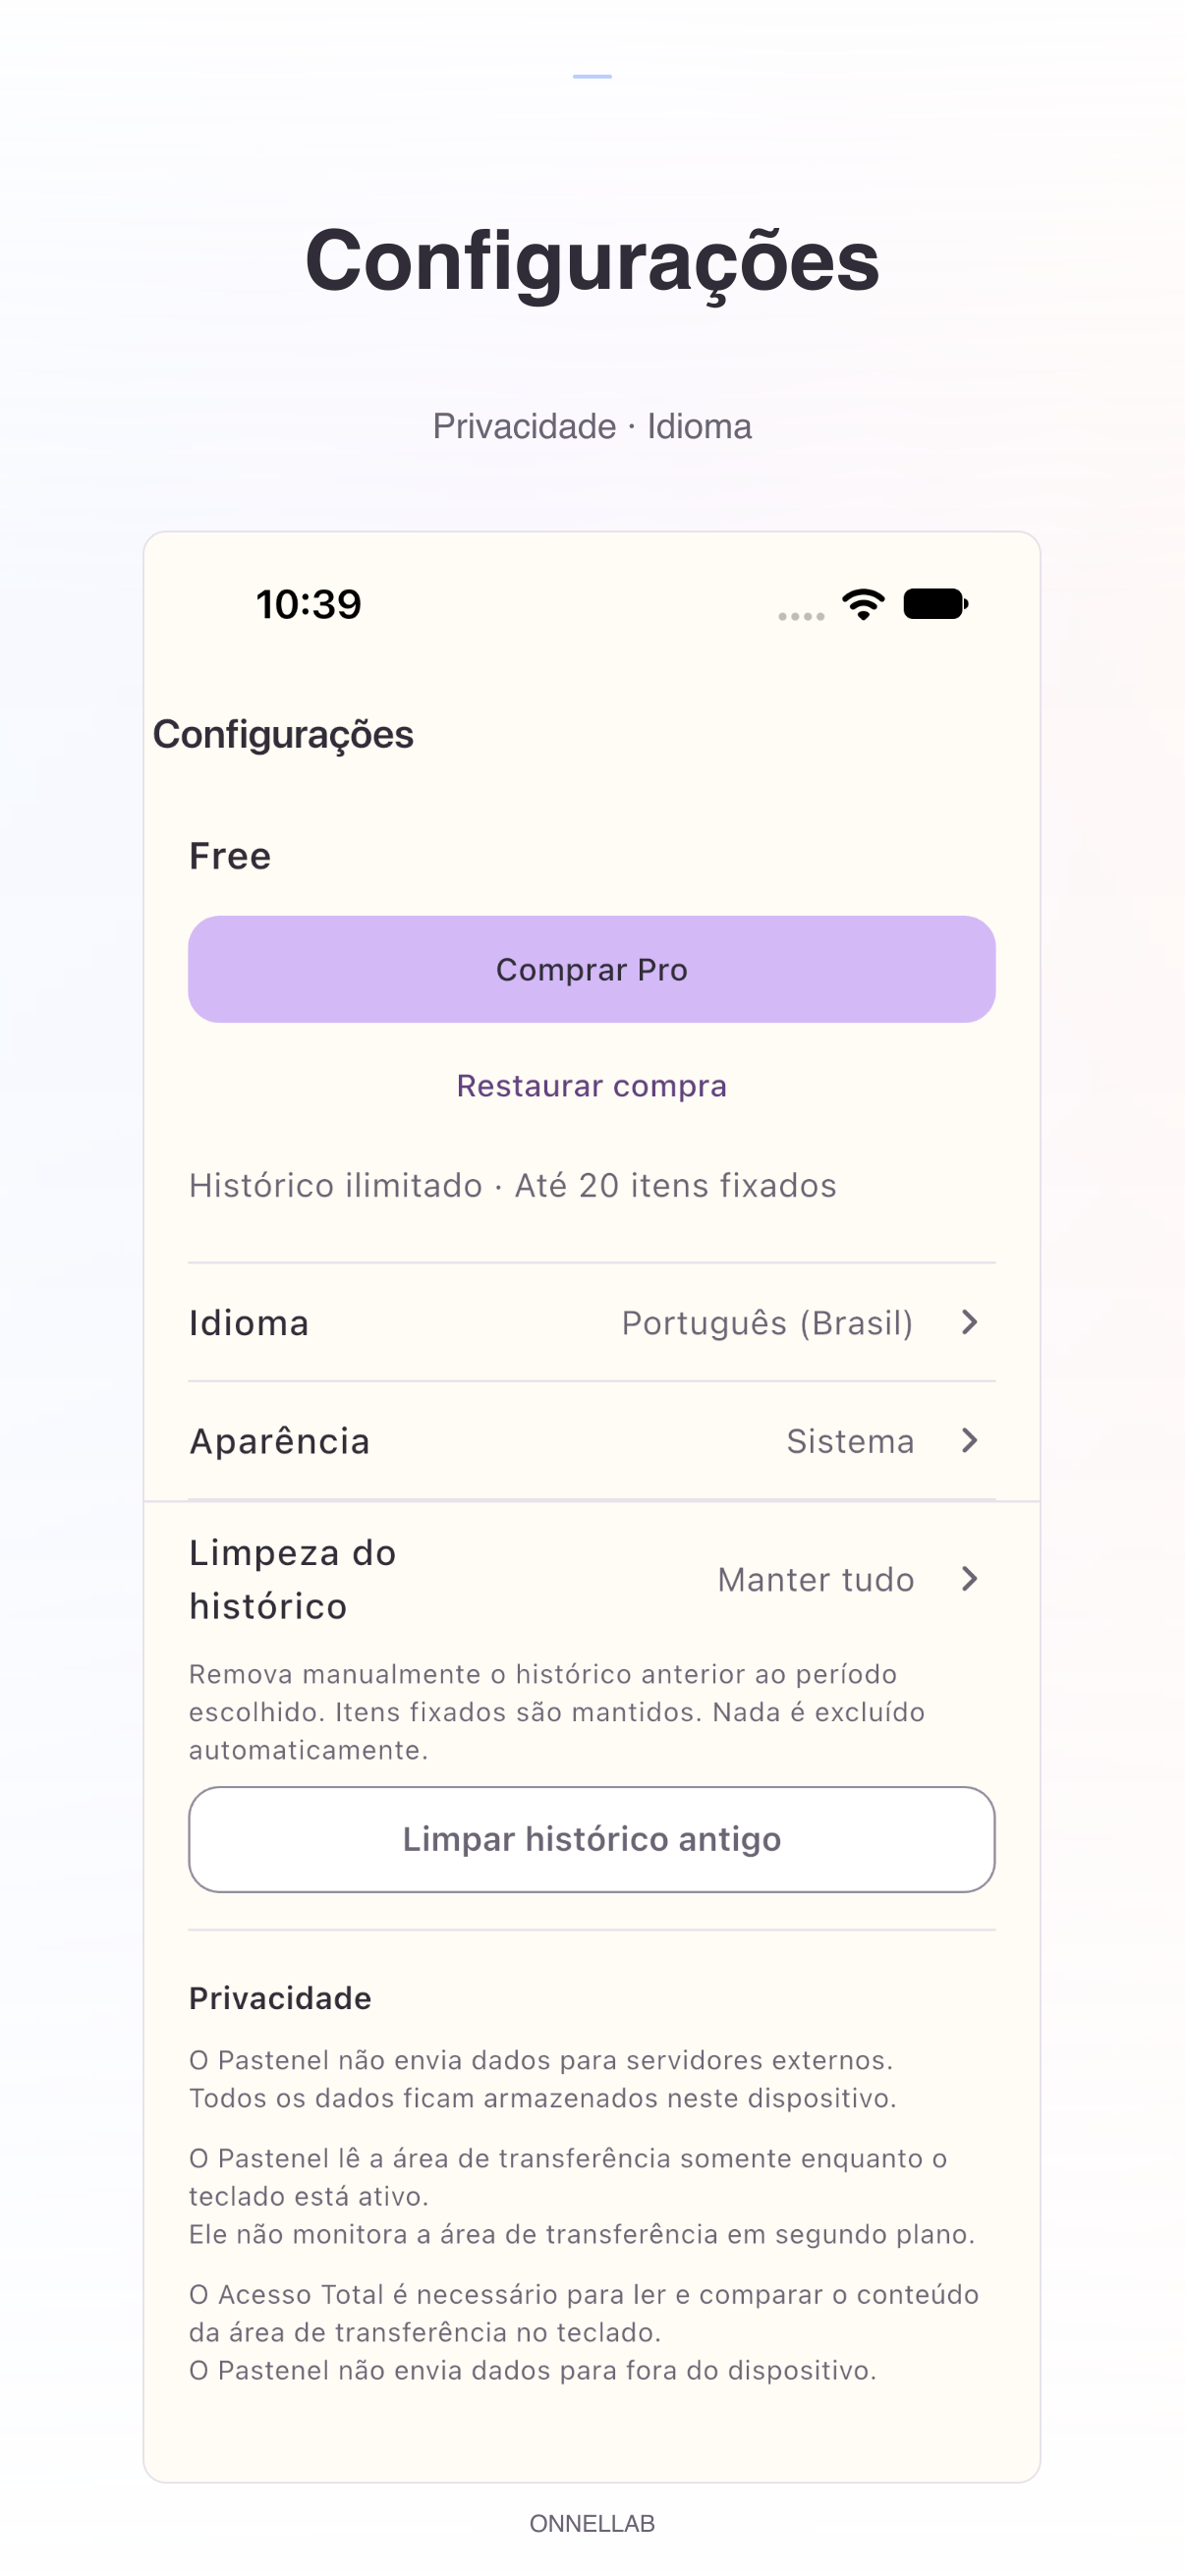 Configurações
Privacidade · Idioma
10:39
Configurações
Free
Comprar Pro
Restaurar compra
Histórico ilimitado · Até 20 itens fixados
Idioma
Português (Brasil)
Aparência
Sistema
Limpeza do
histórico
Manter tudo
Remova manualmente o histórico anterior ao período
escolhido. Itens fixados são mantidos. Nada é excluído
automaticamente.
Limpar histórico antigo
Privacidade
O Pastenel não envia dados para servidores externos.
Todos os dados ficam armazenados neste dispositivo.
O Pastenel lê a área de transferência somente enquanto o
teclado está ativo.
Ele não monitora a área de transferência em segundo plano.
O Acesso Total é necessário para ler e comparar o conteúdo
da área de transferência no teclado.
O Pastenel não envia dados para fora do dispositivo.
ONNELLAB